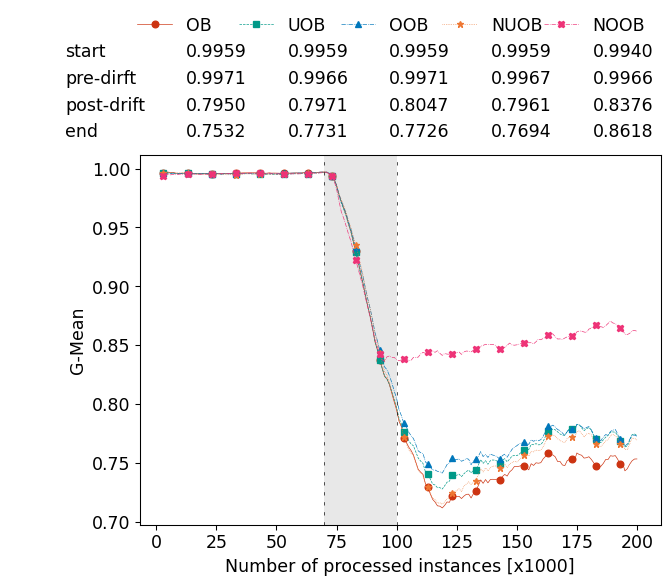 OB UOB OOB NUOB NOOB
start 0.9959 0.9959 0.9959 0.9959 0.9940
pre-dirft 0.9971 0.9966 0.9971 0.9967 0.9966
post-drift 0.7950 0.7971 0.8047 0.7961 0.8376
end 0.7532 0.7731 0.7726 0.7694 0.8618
1.00
0.95
0.90
0.85
0.80
0.75
0.70
G-Mean
0 25 50 75 100 125 150 175 200
Number of processed instances [x1000]